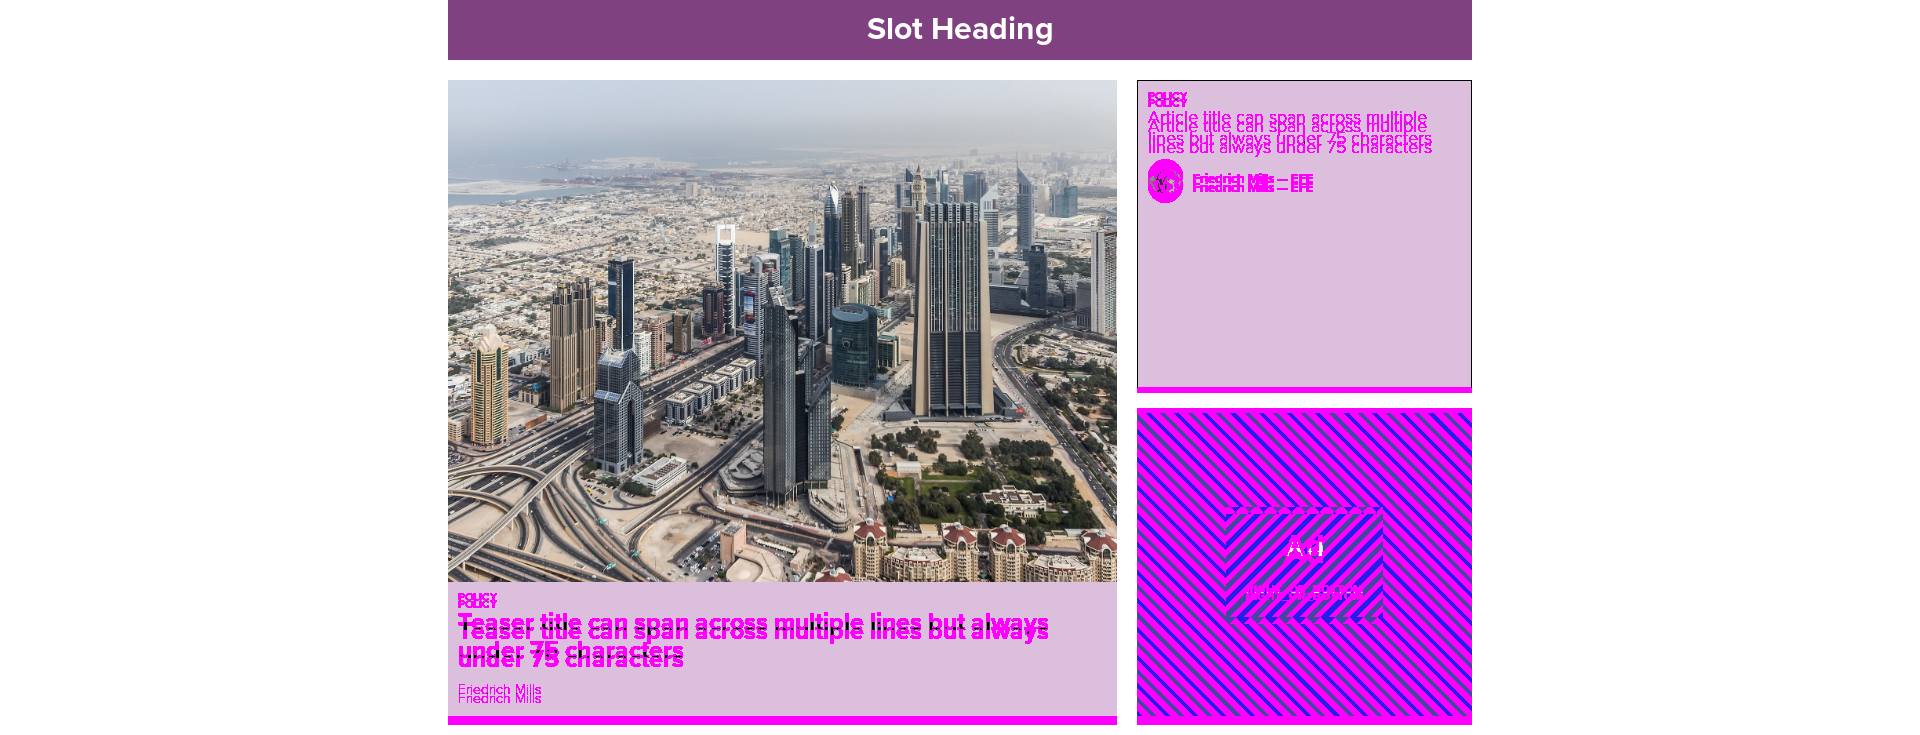 Slot Heading
POLICY
Teaser title can span across multiple lines but always
under 75 characters
Friedrich Mills
POLICY
Article title can span across multiple
lines but always under 75 characters
Friedrich Mills — EFE
Ad